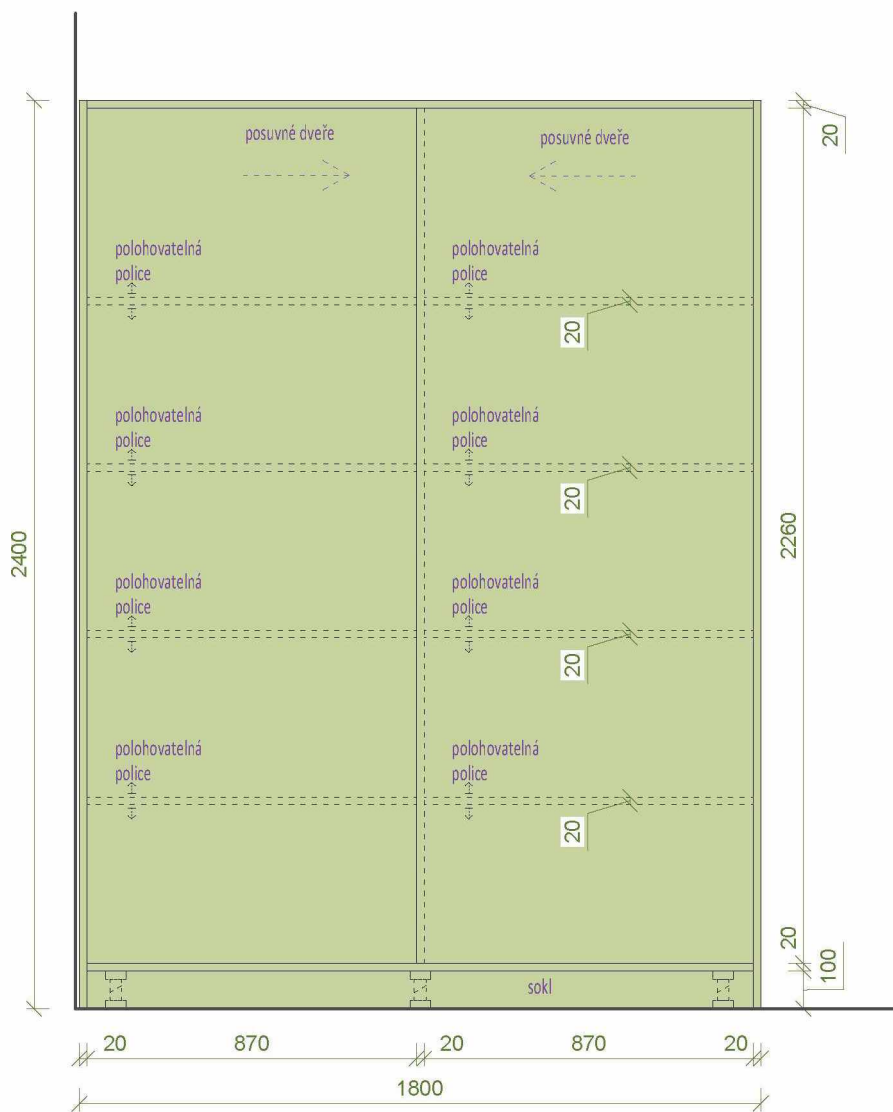 posuvné dveře
posuvné dveře
20
polohovatelná
police
polohovatelná
police
20
polohovatelná
police
polohovatelná
police
20
2400
2260
polohovatelná
police
polohovatelná
police
20
polohovatelná
police
polohovatelná
police
20
20
100
sokl
20
870
20
870
20
1800